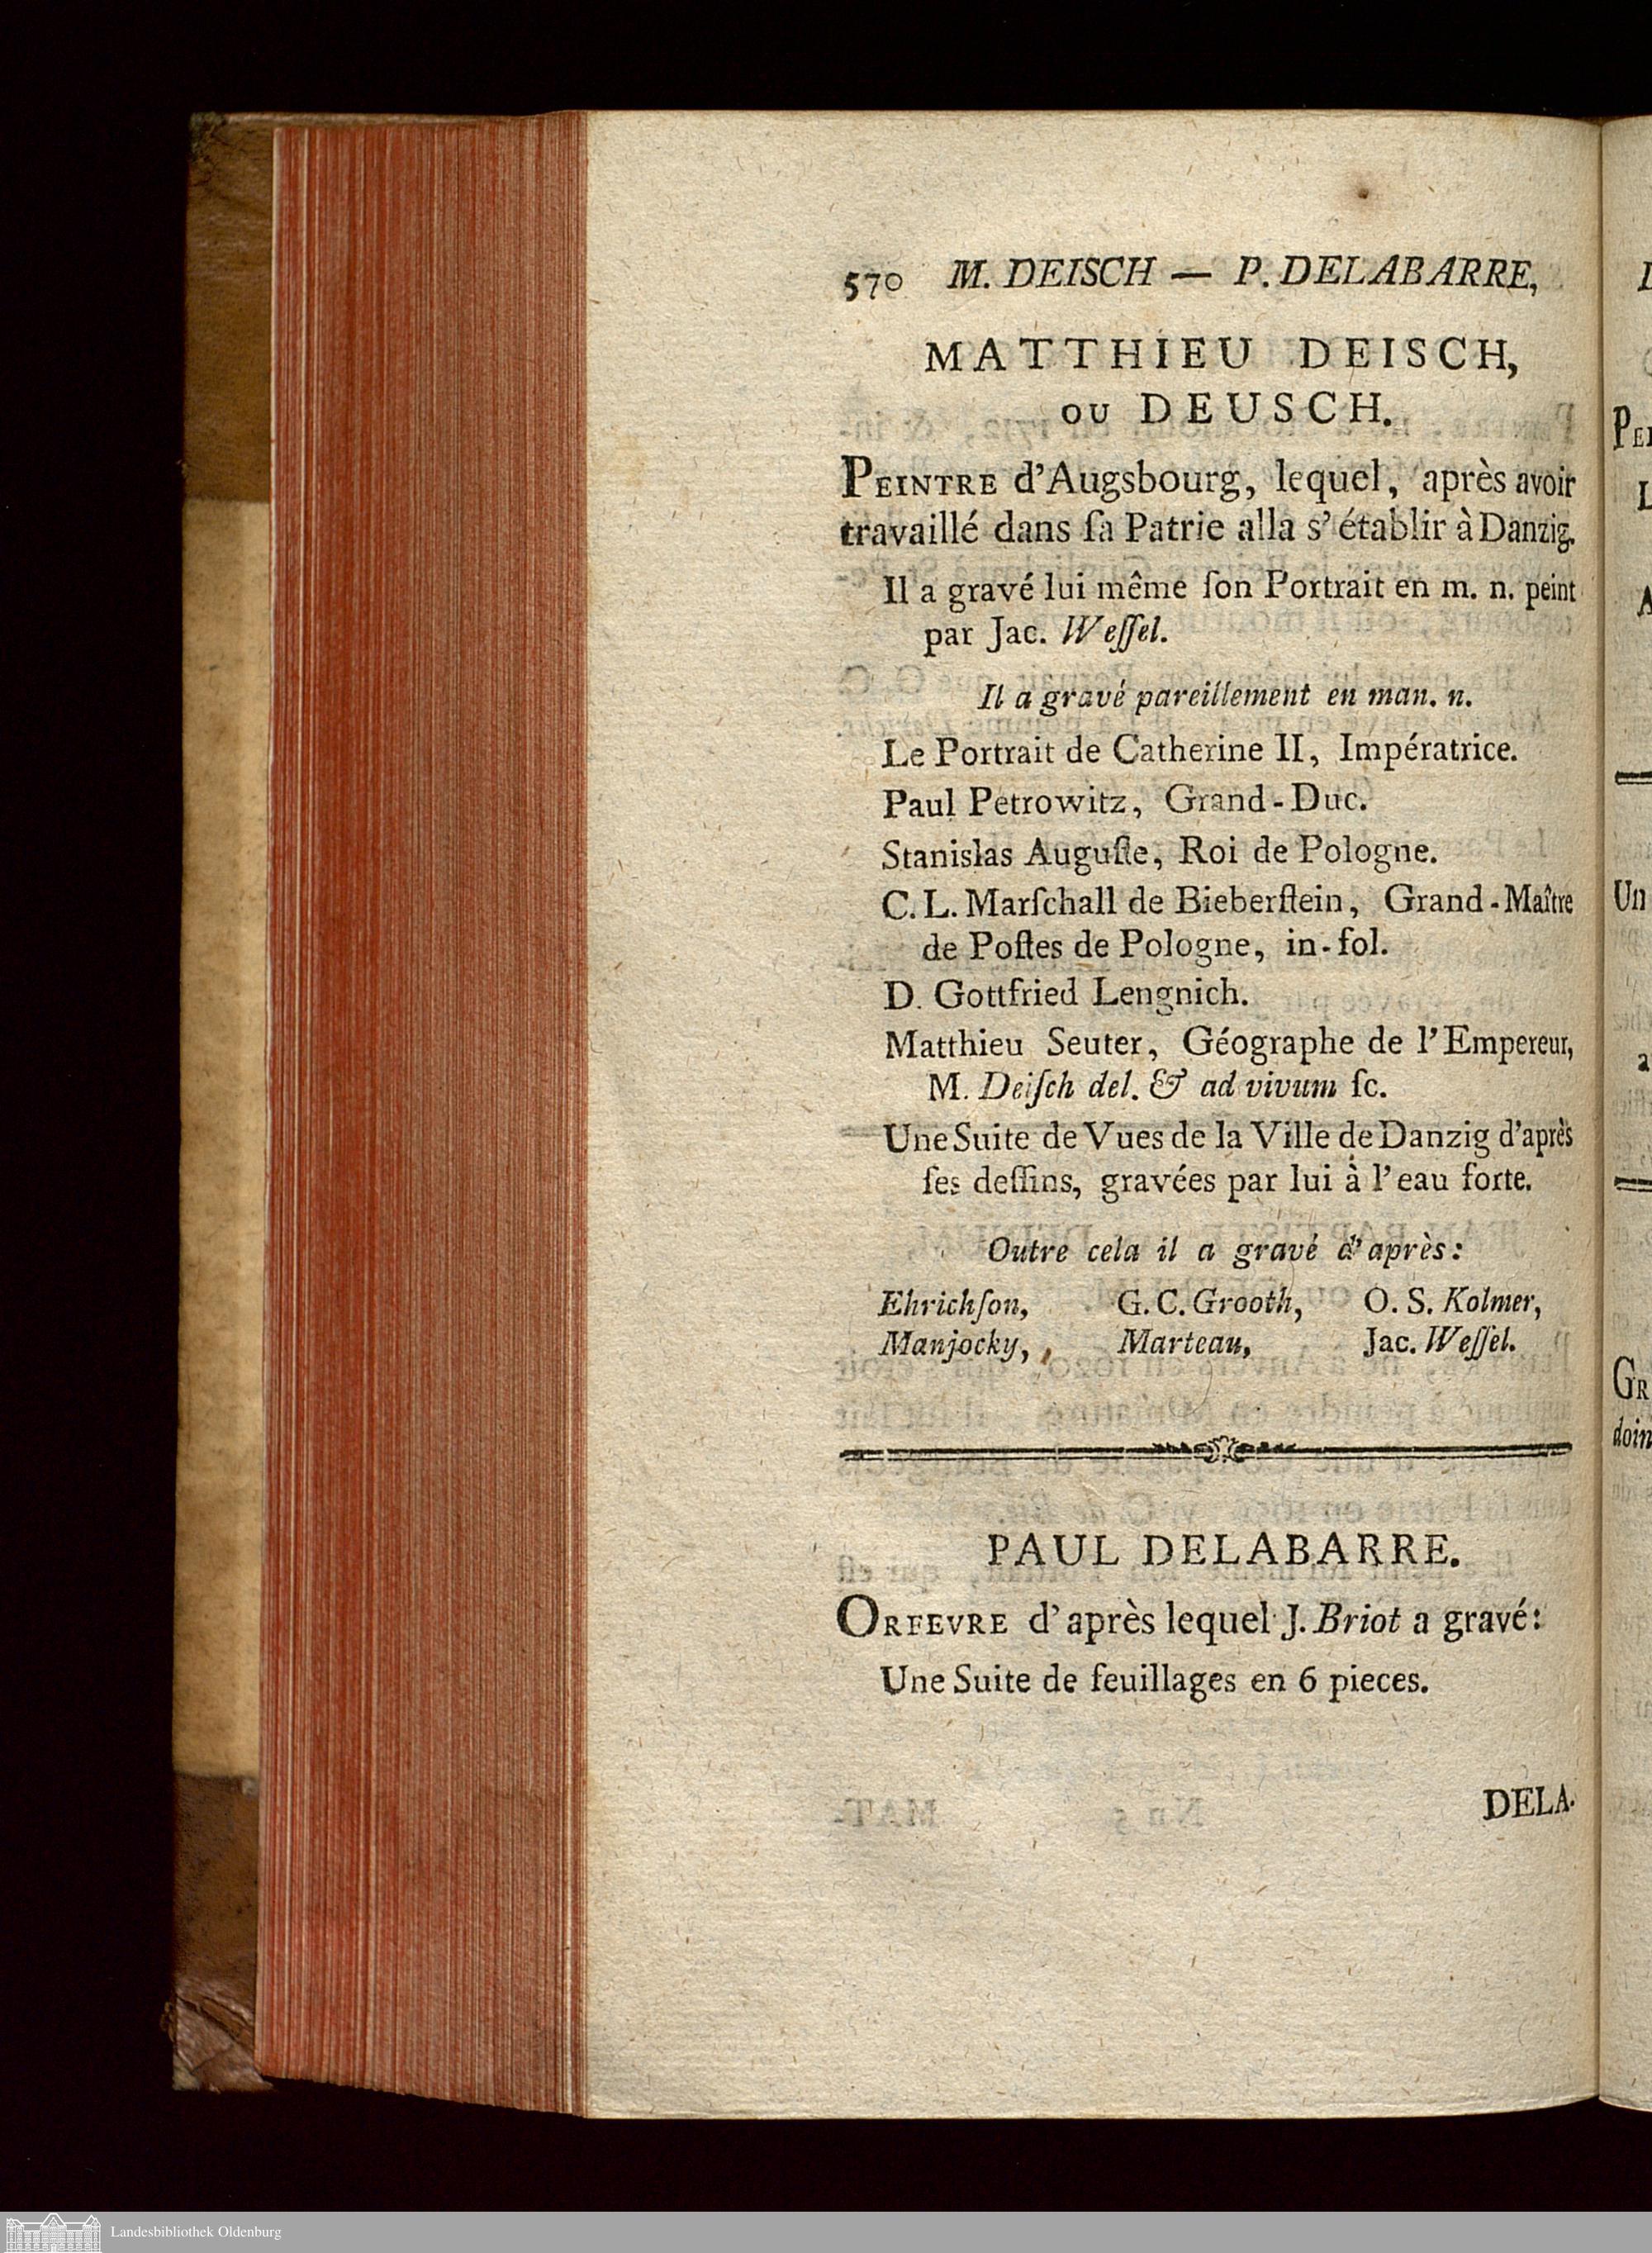 570 M. DEISCH — P. DELABARRE,
MATTHIEU DEISCH,
ou DEUSCH.
PEINTRE d'Augsbourg, lequel, après avoir
travaillé dans ſa Patrie alla s'établir à Danzig.
Il a gravé lui même ſon Portrait en m. n. peint
par Jac. Weſſel.
Il a gravé pareillement en man. n.
Le Portrait de Catherine II, Impératrice.
Paul Petrowitz, Grand-Duc.
Stanislas Auguſte, Roi de Pologne.
C. L. Marſchall de Bieberſtein, Grand-Maître
de Poſtes de Pologne, in-fol.
D. Gottfried Lengnich.
Matthieu Seuter, Géographe de l'Empereur,
M. Deiſch del. & ad vivum ſc.
Une Suite de Vues de la Ville de Danzig d'après
ſes deſſins, gravées par lui à l'eau forte.
Outre cela il a gravé d'après:
Ehrichſon, G. C. Grooth, O. S. Kolmer,
Manjocky, Marteau, Jac. Weſſel.
PAUL DELABARRE.
ORFEVRE d'après lequel J. Briot a gravé:
Une Suite de feuillages en 6 pieces.
DELA-
Landesbibliothek Oldenburg